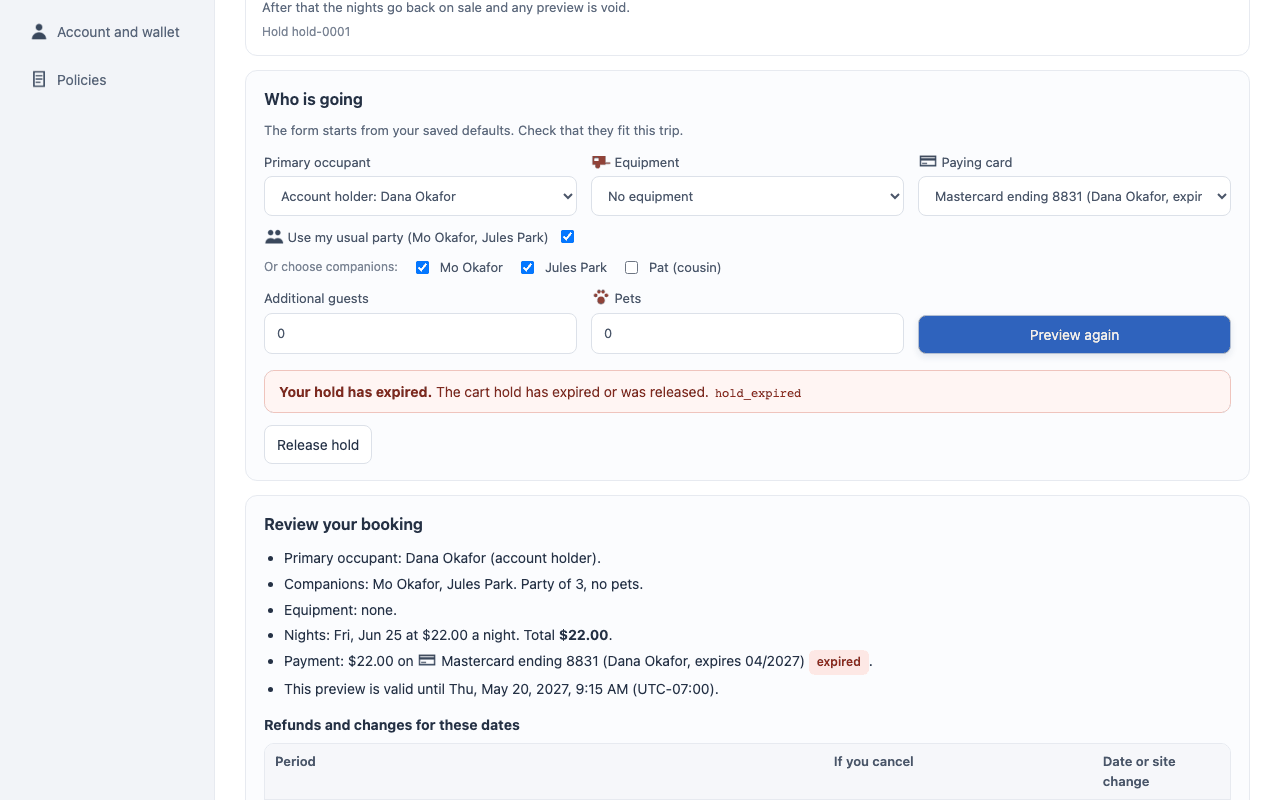 After that the nights go back on sale and any preview is void.
Hold hold-0001
Account and wallet
Policies
Who is going
The form starts from your saved defaults. Check that they fit this trip.
Primary occupant
Equipment
Paying card
Account holder: Dana Okafor
No equipment
Mastercard ending 8831 (Dana Okafor, expir
Use my usual party (Mo Okafor, Jules Park)
Or choose companions: Mo Okafor Jules Park Pat (cousin)
Additional guests
Pets
0
0
Preview again
Your hold has expired. The cart hold has expired or was released. hold_expired
Release hold
Review your booking
Primary occupant: Dana Okafor (account holder).
Companions: Mo Okafor, Jules Park. Party of 3, no pets.
Equipment: none.
Nights: Fri, Jun 25 at $22.00 a night. Total $22.00.
Payment: $22.00 on Mastercard ending 8831 (Dana Okafor, expires 04/2027) expired.
This preview is valid until Thu, May 20, 2027, 9:15 AM (UTC-07:00).
Refunds and changes for these dates
Period
If you cancel
Date or site
change